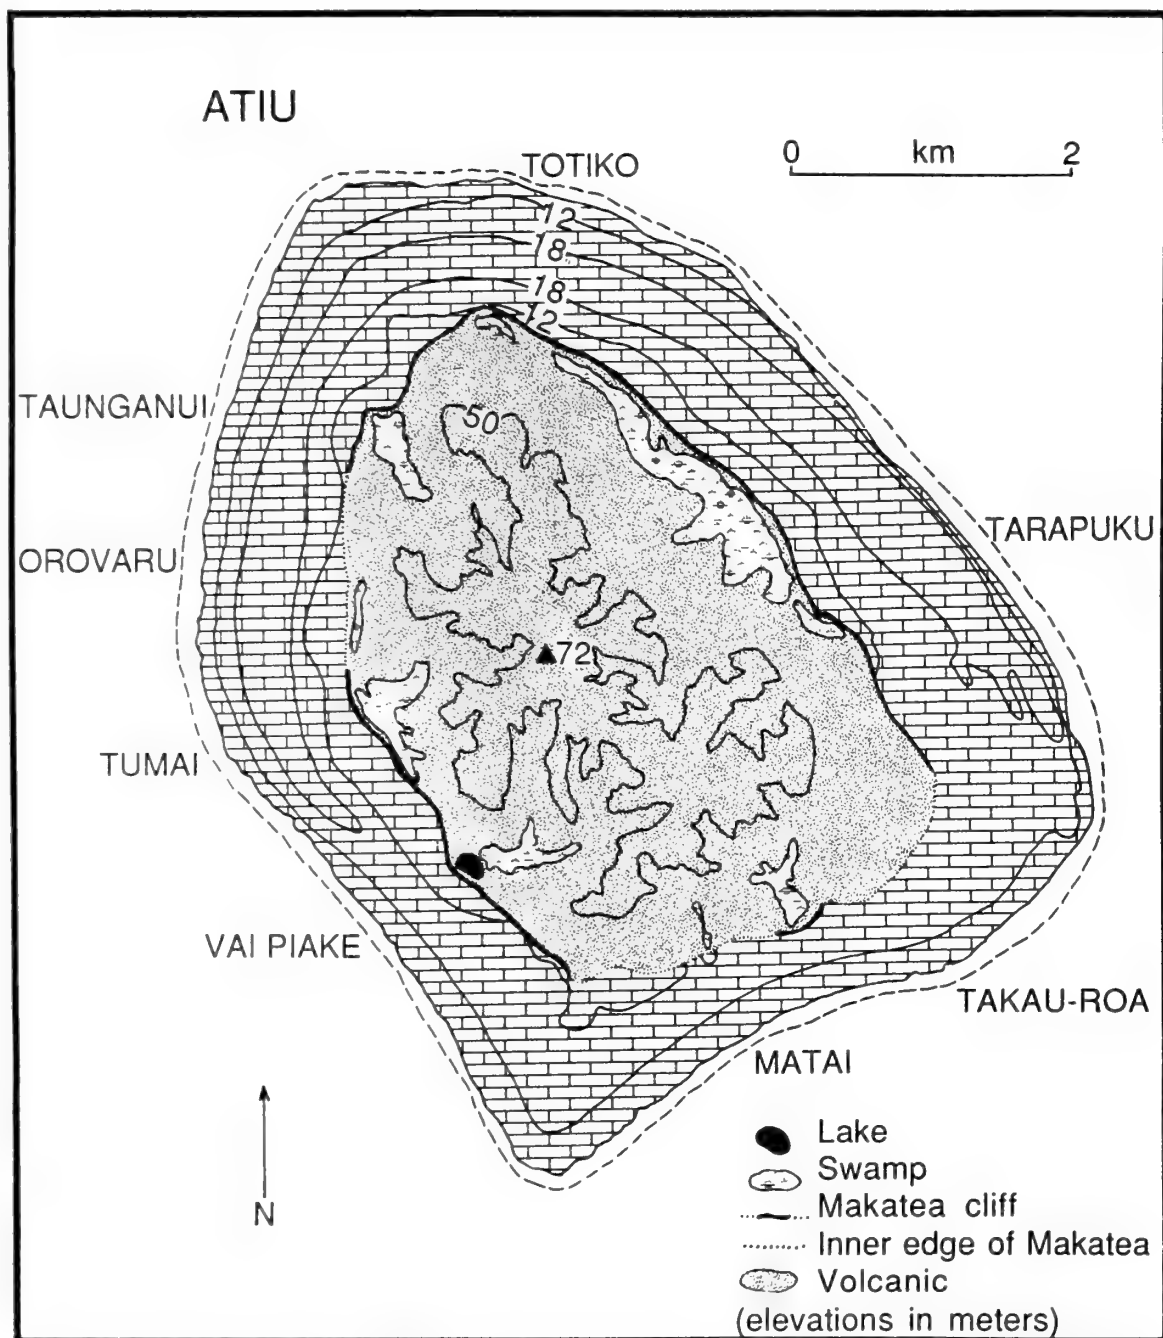 ATIU
0 km 2
TOTIKO
12
18
18
12
TAUNGANUI
50
TARAPUKU
OROVARU
72
TUMAI
VAI PIAKE
TAKAU-ROA
MATAI
Lake
Swamp
Makatea cliff
Inner edge of Makatea
Volcanic
(elevations in meters)
N